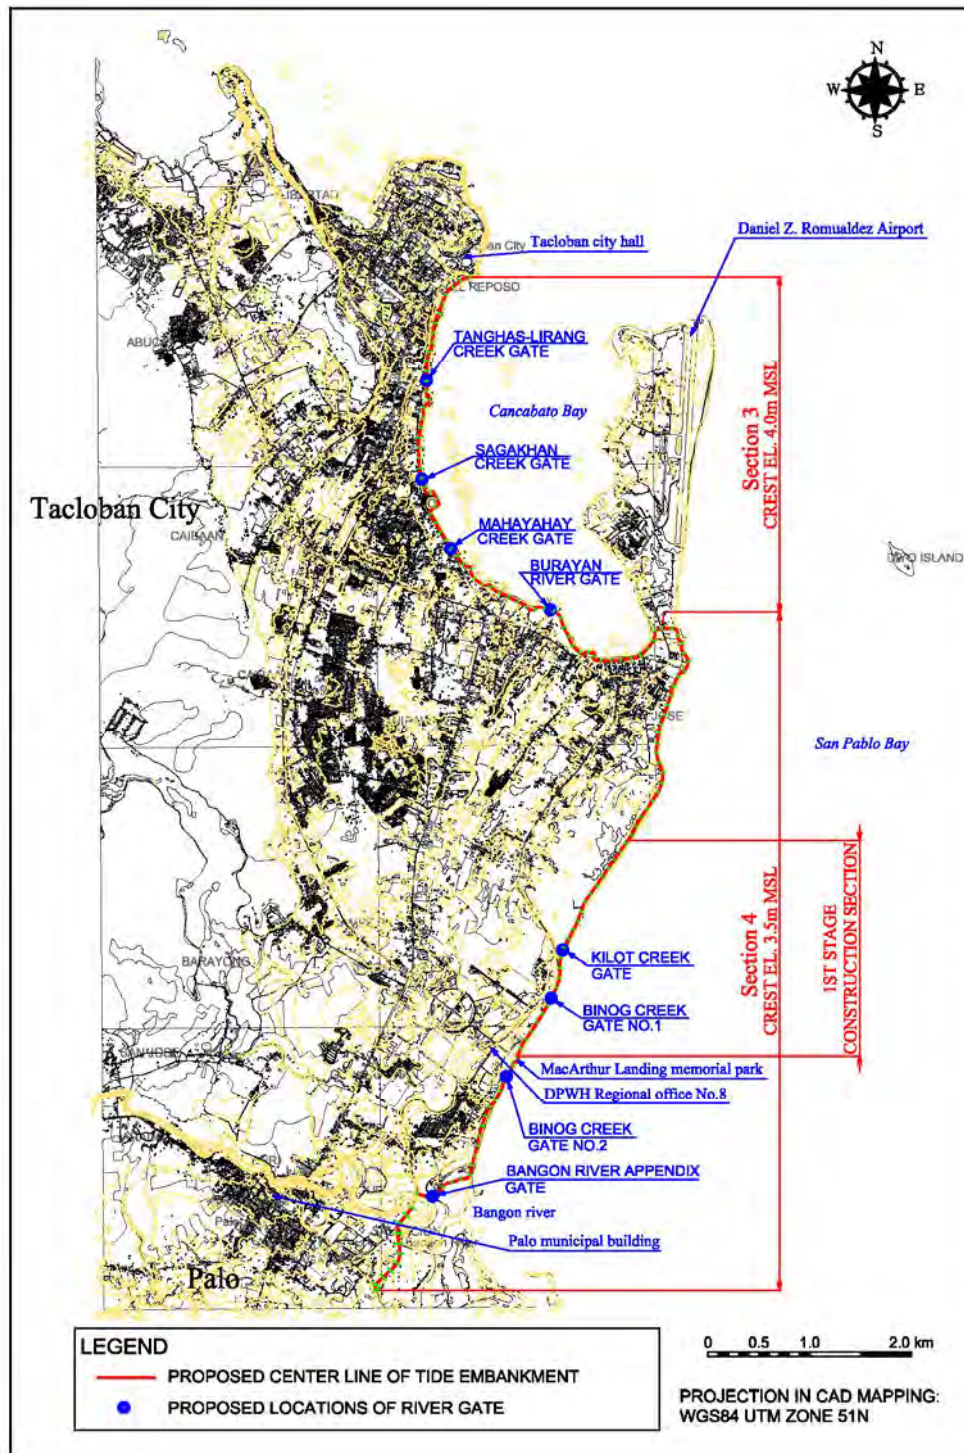 N
W
E
S
Daniel Z. Romualdez Airport
Tacloban city hall
EL REPOSO
TANGHAS-LIRANG
CREEK GATE
Cancabato Bay
Section 3
CREST EL. 4.0m MSL
SAGAKHAN
CREEK GATE
Tacloban City
CAIBAAN
MAHAYAHAY
CREEK GATE
BURAYAN
RIVER GATE
San Pablo Bay
Section 4
CREST EL. 3.5m MSL
1ST STAGE
CONSTRUCTION SECTION
KILOT CREEK
GATE
BARAYONG
BINOG CREEK
GATE NO.1
MacArthur Landing memorial park
DPWH Regional office No.8
BINOG CREEK
GATE NO.2
BANGON RIVER APPENDIX
GATE
Bangon river
Palo municipal building
Palo
LEGEND
PROPOSED CENTER LINE OF TIDE EMBANKMENT
PROPOSED LOCATIONS OF RIVER GATE
0 0.5 1.0 2.0 km
PROJECTION IN CAD MAPPING:
WGS84 UTM ZONE 51N